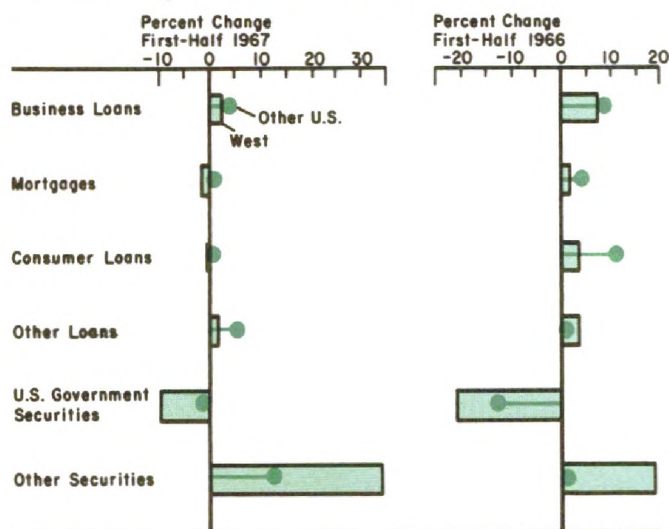 Percent Change
First-Half 1967
Percent Change
First-Half 1966
-10 0 10 20 30
-20 -10 0 10 20
Business Loans
Other U.S.
West
Mortgages
Consumer Loans
Other Loans
U.S. Government
Securities
Other Securities